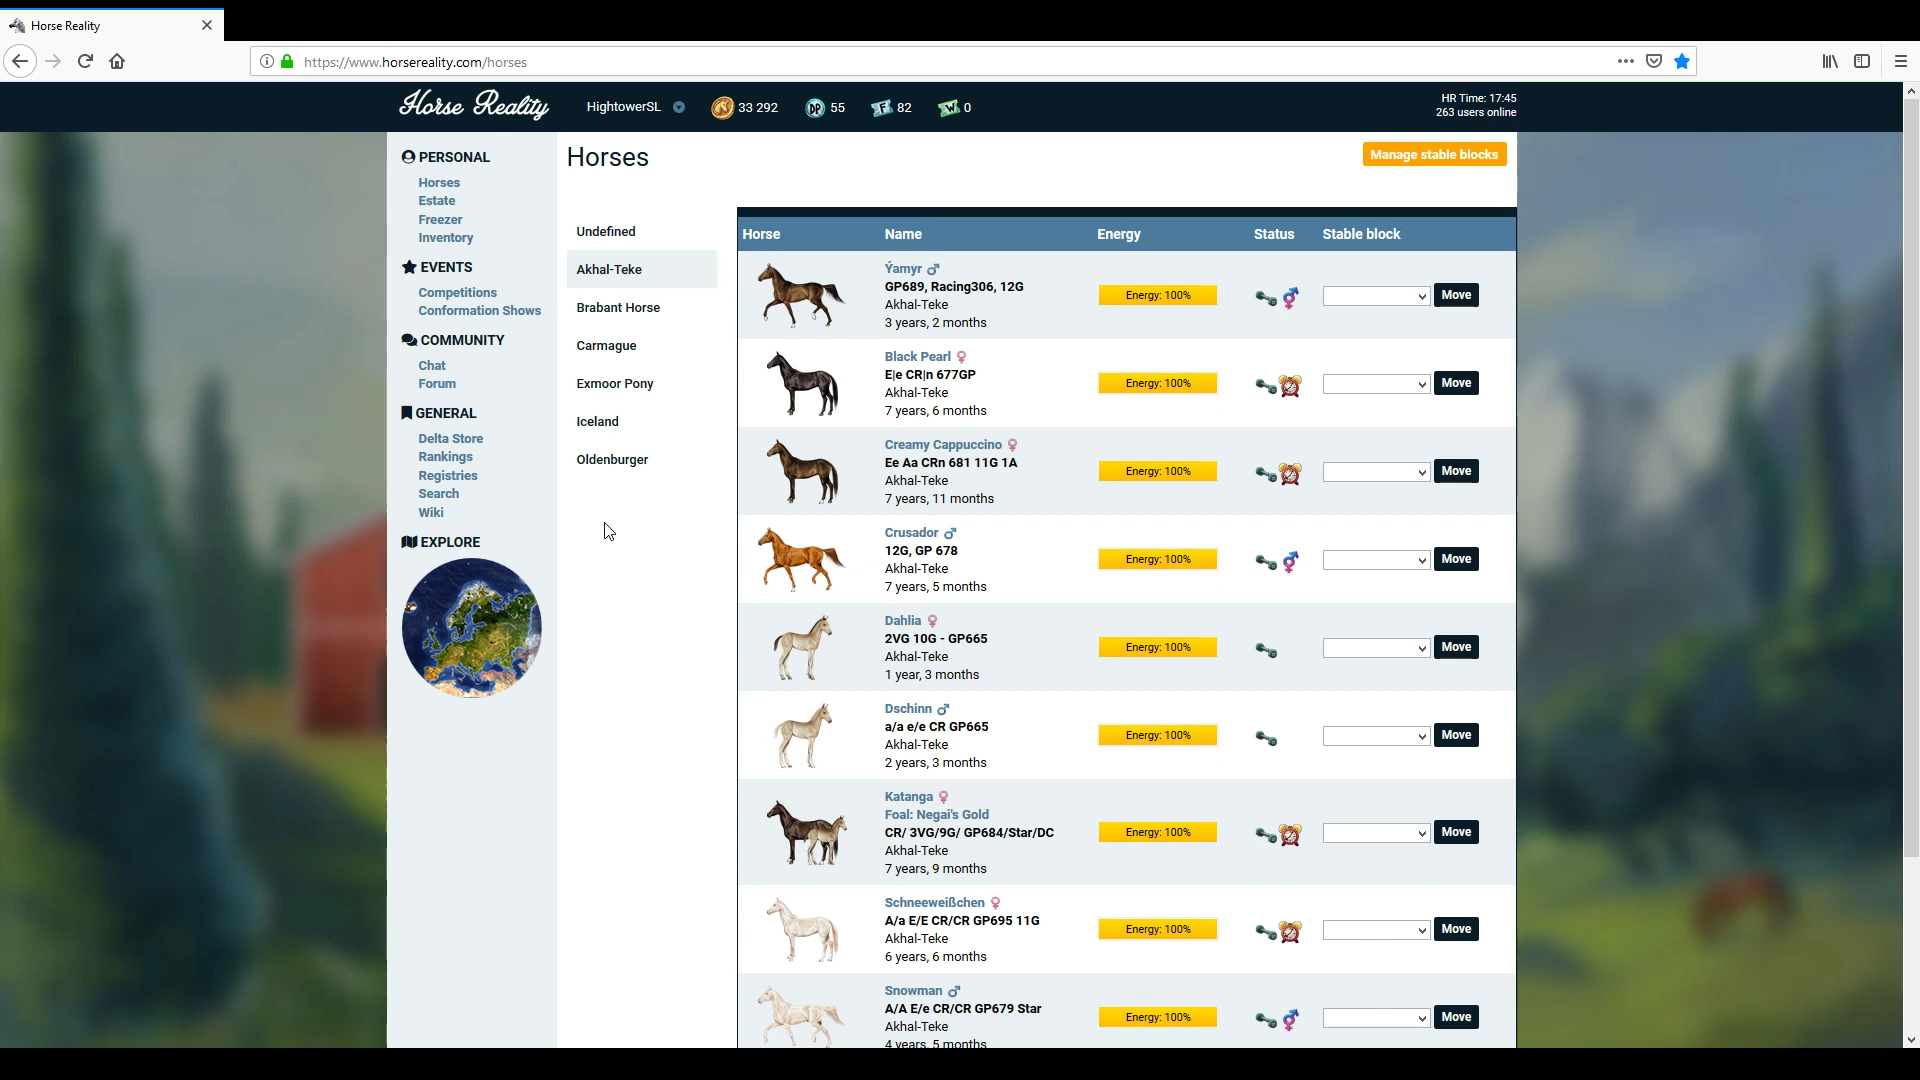 Horse Reality
https://www.horsereality.com/horses
Horse Reality
HightowerSL
33 292
DP
55
F
82
W
0
HR Time: 17:45
263 users online
PERSONAL
Horses
Estate
Freezer
Inventory
EVENTS
Competitions
Conformation Shows
COMMUNITY
Chat
Forum
GENERAL
Delta Store
Rankings
Registries
Search
Wiki
EXPLORE
Horses
Manage stable blocks
Undefined
Akhal-Teke
Brabant Horse
Carmague
Exmoor Pony
Iceland
Oldenburger
Horse Name Energy Status Stable block
Ýamyr ♂
GP689, Racing306, 12G
Akhal-Teke
3 years, 2 months
Energy: 100%
Move
Black Pearl ♀
E|e CR|n 677GP
Akhal-Teke
7 years, 6 months
Energy: 100%
Move
Creamy Cappuccino ♀
Ee Aa CRn 681 11G 1A
Akhal-Teke
7 years, 11 months
Energy: 100%
Move
Crusador ♂
12G, GP 678
Akhal-Teke
7 years, 5 months
Energy: 100%
Move
Dahlia ♀
2VG 10G - GP665
Akhal-Teke
1 year, 3 months
Energy: 100%
Move
Dschinn ♂
a/a e/e CR GP665
Akhal-Teke
2 years, 3 months
Energy: 100%
Move
Katanga ♀
Foal: Negai's Gold
CR/ 3VG/9G/ GP684/Star/DC
Akhal-Teke
7 years, 9 months
Energy: 100%
Move
Schneeweißchen ♀
A/a E/E CR/CR GP695 11G
Akhal-Teke
6 years, 6 months
Energy: 100%
Move
Snowman ♂
A/A E/e CR/CR GP679 Star
Akhal-Teke
4 years, 5 months
Energy: 100%
Move